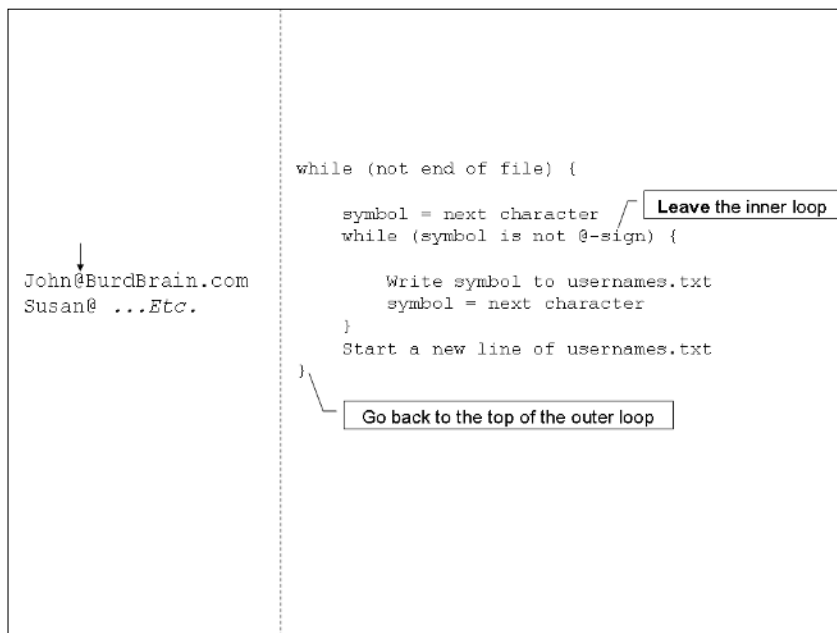 John@BurdBrain.com
Susan@ ...Etc.
while (not end of file) {
symbol = next character
while (symbol is not @-sign) {
Leave the inner loop
Write symbol to usernames.txt
symbol = next character
}
Start a new line of usernames.txt
}
Go back to the top of the outer loop